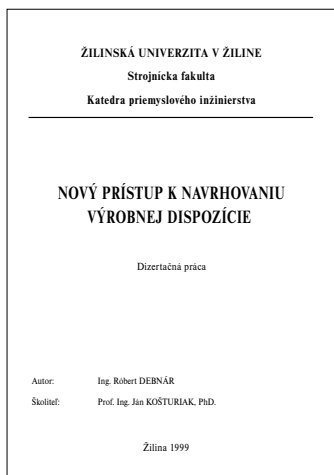 ŽILINSKÁ UNIVERZITA V ŽILINE
Strojnícka fakulta
Katedra priemyslového inžinierstva
NOVÝ PRÍSTUP K NAVRHOVANIU
VÝROBNEJ DISPOZÍCIE
Dizertačná práca
Autor: Ing. Róbert DEBNÁR
Školiteľ: Prof. Ing. Ján KOŠTURIAK, PhD.
Žilina 1999